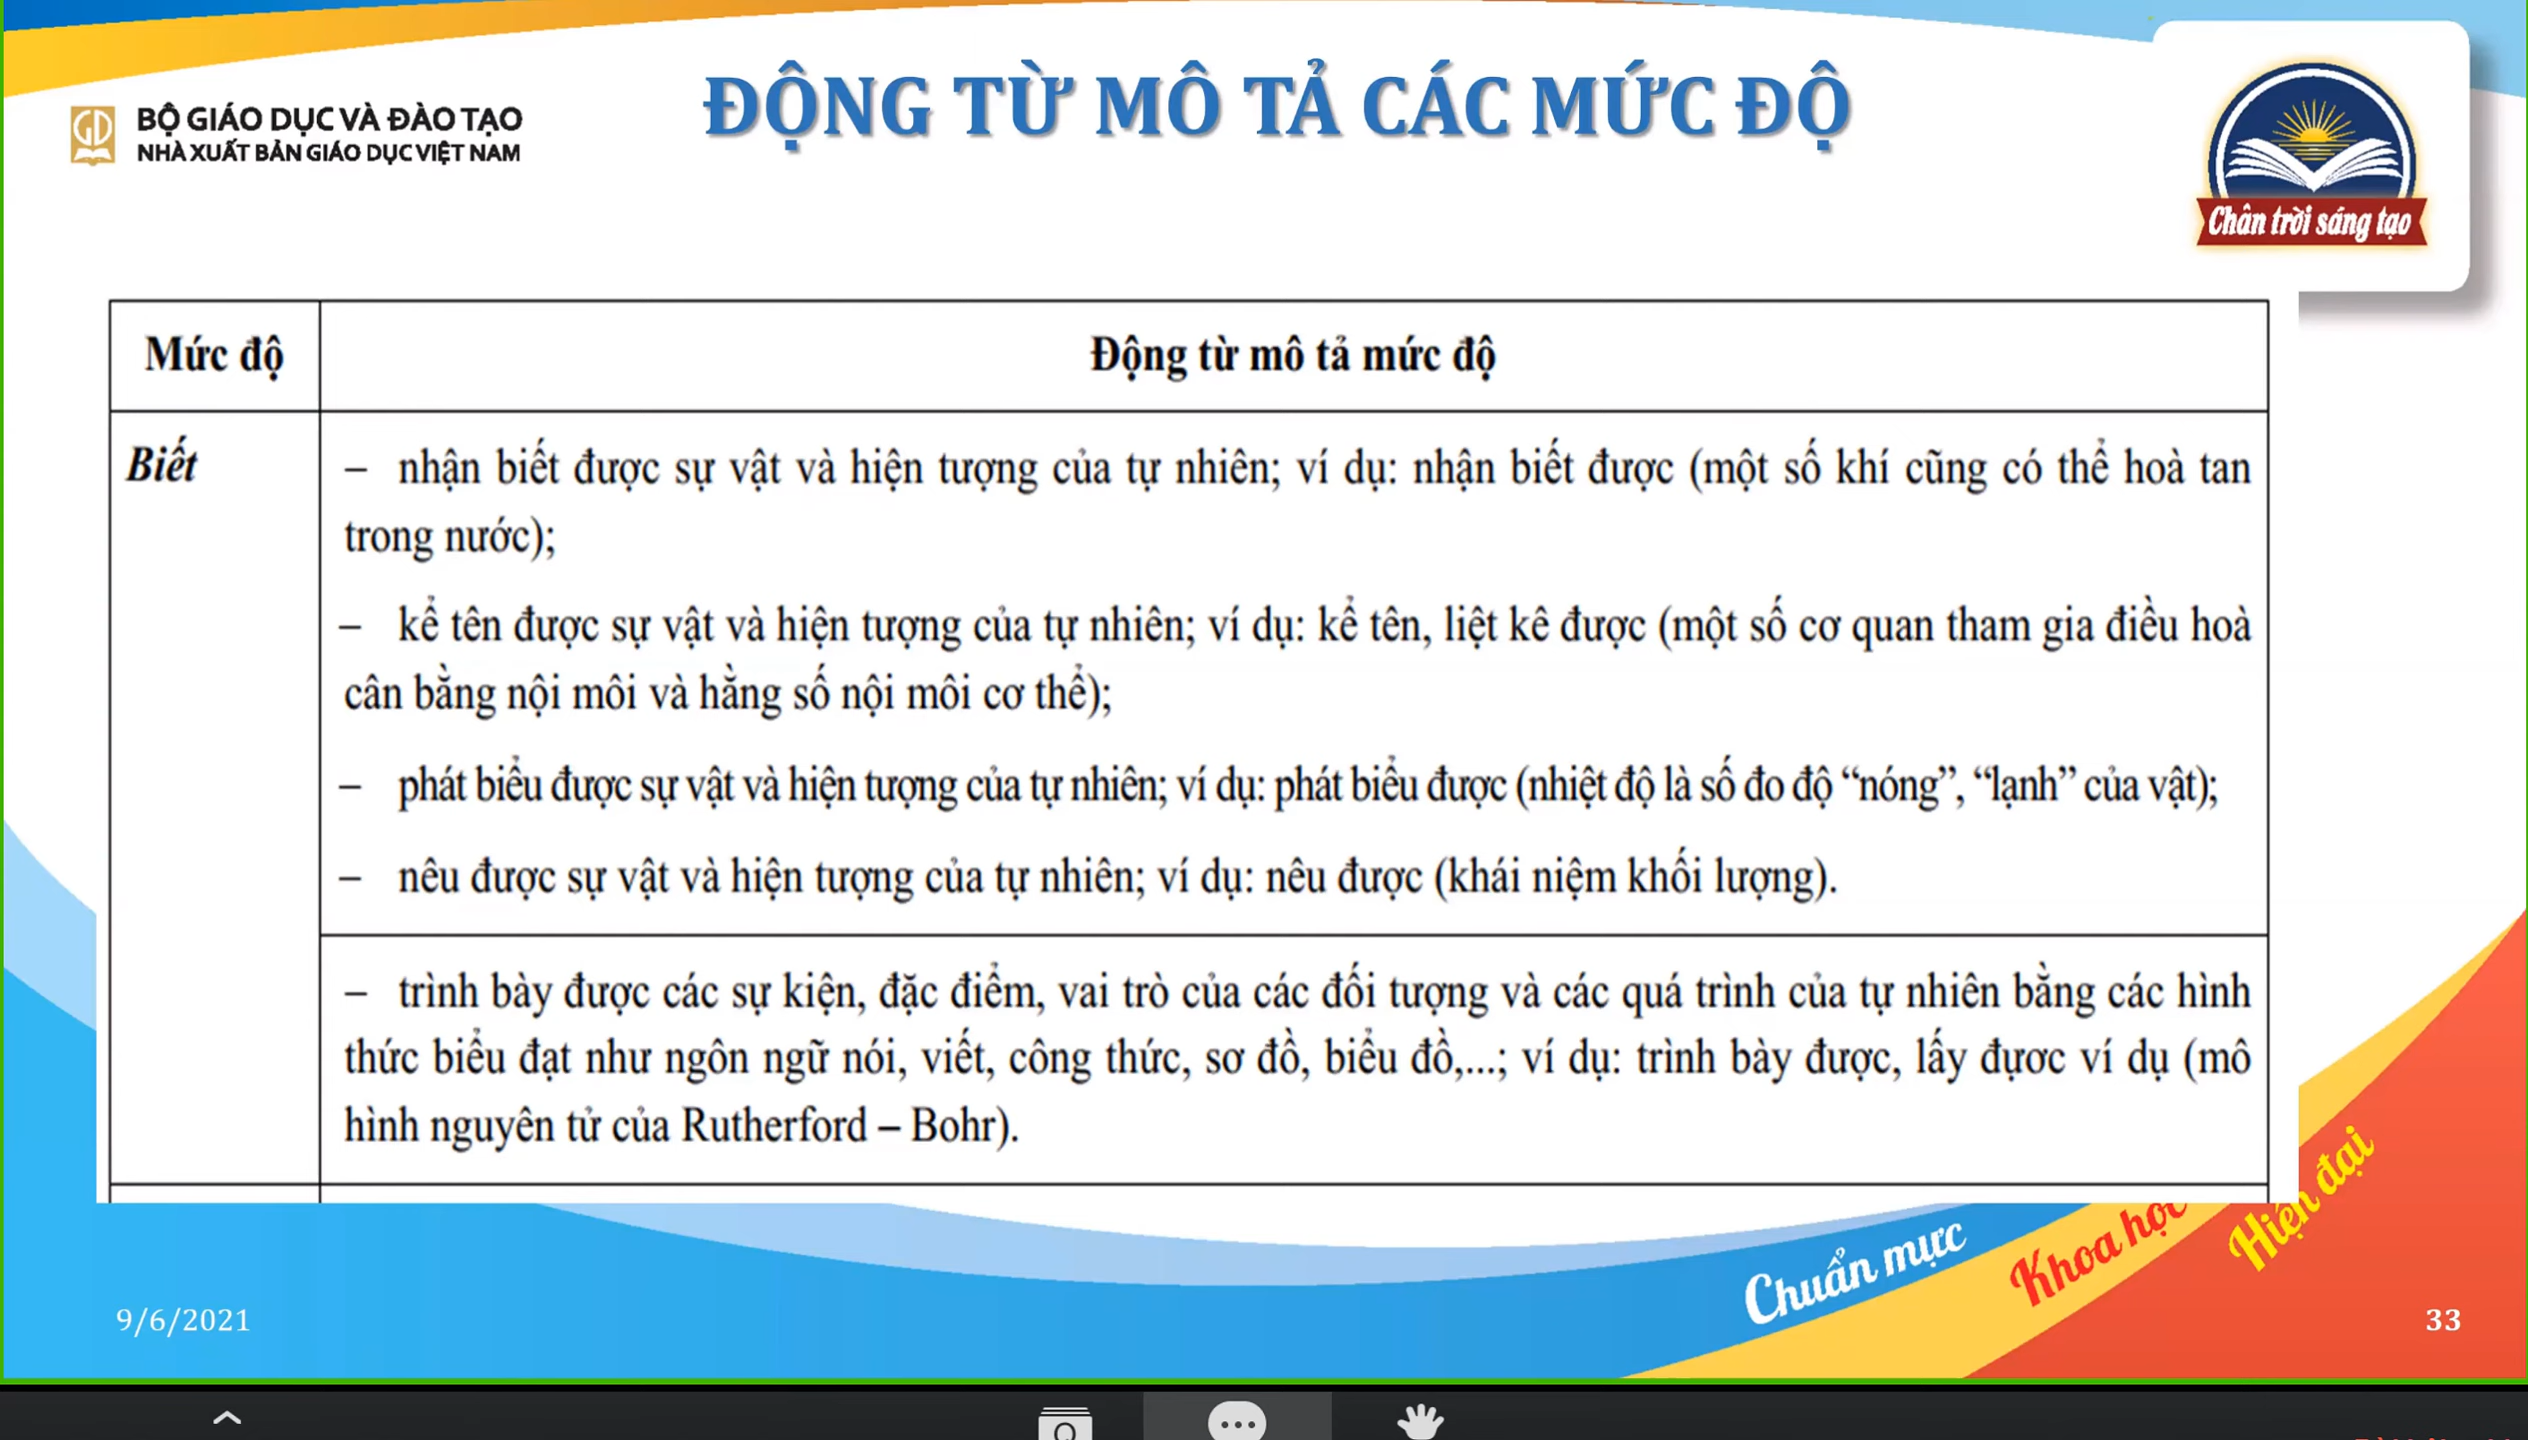 ĐỘNG TỪ MÔ TẢ CÁC MỨC ĐỘ
BỘ GIÁO DỤC VÀ ĐÀO TẠO
NHÀ XUẤT BẢN GIÁO DỤC VIỆT NAM
Chân trời sáng tạo
Mức độ
Động từ mô tả mức độ
Biết
– nhận biết được sự vật và hiện tượng của tự nhiên; ví dụ: nhận biết được (một số khí cũng có thể hoà tan
trong nước);
– kể tên được sự vật và hiện tượng của tự nhiên; ví dụ: kể tên, liệt kê được (một số cơ quan tham gia điều hoà
cân bằng nội môi và hằng số nội môi cơ thể);
– phát biểu được sự vật và hiện tượng của tự nhiên; ví dụ: phát biểu được (nhiệt độ là số đo độ “nóng”, “lạnh” của vật);
– nêu được sự vật và hiện tượng của tự nhiên; ví dụ: nêu được (khái niệm khối lượng).
– trình bày được các sự kiện, đặc điểm, vai trò của các đối tượng và các quá trình của tự nhiên bằng các hình
thức biểu đạt như ngôn ngữ nói, viết, công thức, sơ đồ, biểu đồ,...; ví dụ: trình bày được, lấy đựơc ví dụ (mô
hình nguyên tử của Rutherford – Bohr).
Chuẩn mực
Khoa học
Hiện đại
9/6/2021
33